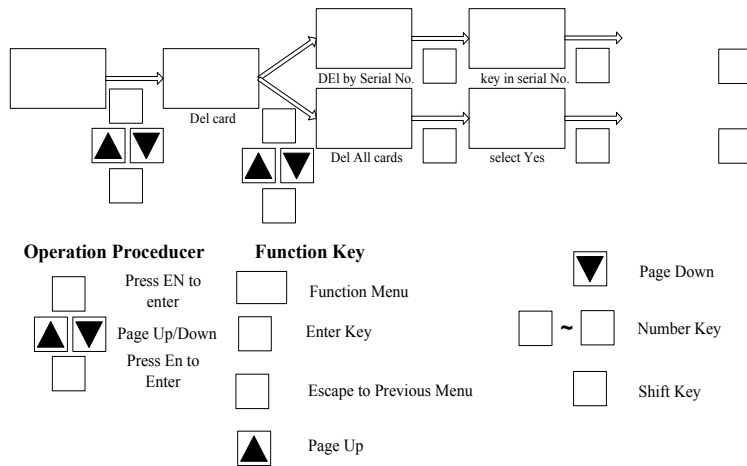 DEl by Serial No.
key in serial No.
Del card
Del All cards
select Yes
Operation Proceducer
Function Key
Press EN to
enter
Page Up/Down
Press En to
Enter
Function Menu
Enter Key
Escape to Previous Menu
Page Up
Page Down
~
Number Key
Shift Key